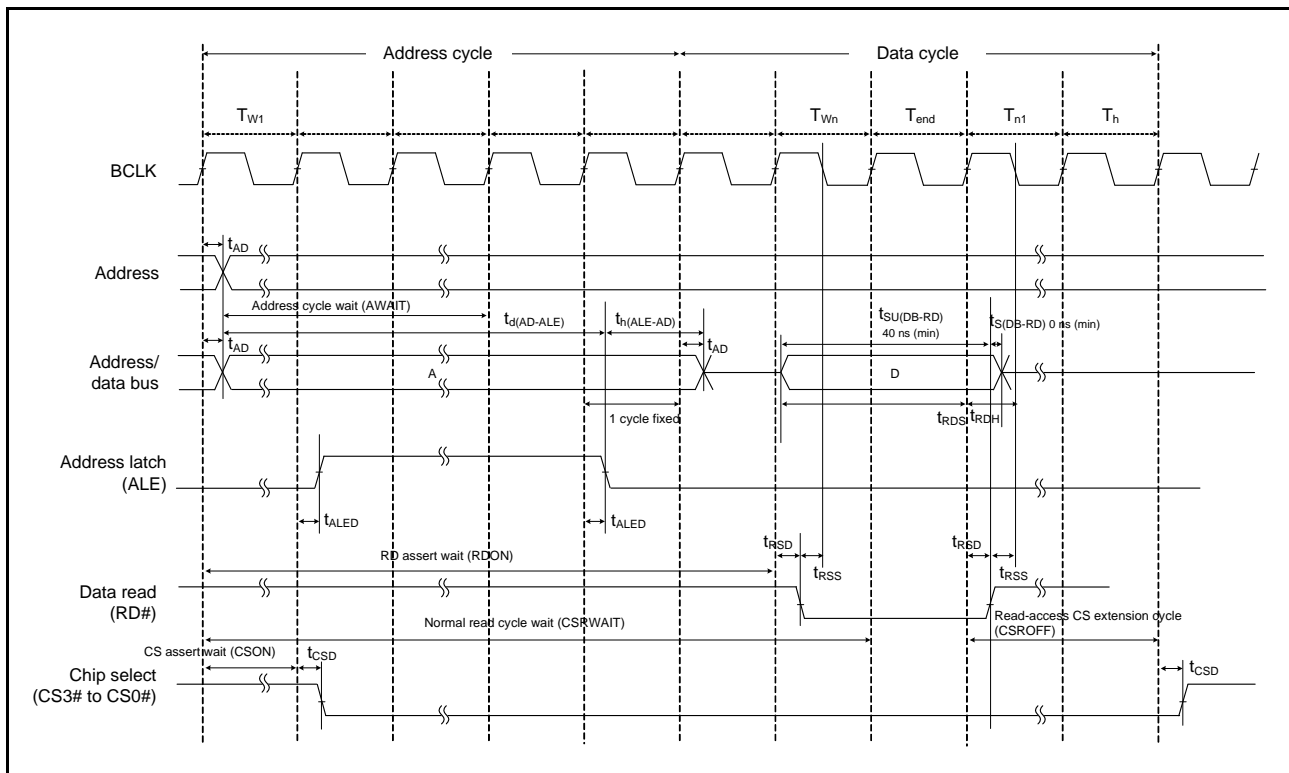 Address cycle
Data cycle
TW1
TWn
Tend
Tn1
Th
BCLK
tAD
Address
Address cycle wait (AWAIT)
td(AD-ALE)
th(ALE-AD)
tSU(DB-RD)
40 ns (min)
tS(DB-RD) 0 ns (min)
tAD
tAD
Address/
data bus
A
D
1 cycle fixed
tRDS
tRDH
Address latch
(ALE)
tALED
tALED
RD assert wait (RDON)
tRSD
tRSS
tRSD
tRSS
Data read
(RD#)
Normal read cycle wait (CSRWAIT)
Read-access CS extension cycle
(CSROFF)
CS assert wait (CSON)
tCSD
tCSD
Chip select
(CS3# to CS0#)